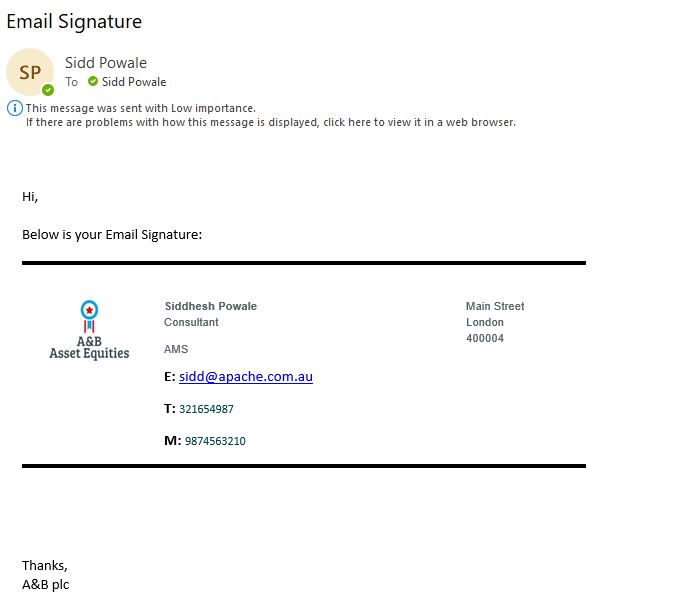 Email Signature
SP
Sidd Powale
To Sidd Powale
This message was sent with Low importance.
If there are problems with how this message is displayed, click here to view it in a web browser.
Hi,
Below is your Email Signature:
A&B
Asset Equities
Siddhesh Powale
Consultant
AMS
E: sidd@apache.com.au
T: 321654987
M: 9874563210
Main Street
London
400004
Thanks,
A&B plc